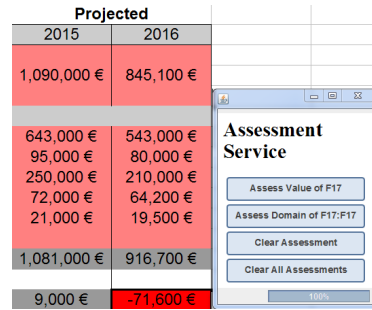 Projected
2015 2016
1,090,000 € 845,100 €
643,000 € 543,000 €
95,000 € 80,000 €
250,000 € 210,000 €
72,000 € 64,200 €
21,000 € 19,500 €
1,081,000 € 916,700 €
9,000 € -71,600 €
Assessment
Service
Assess Value of F17
Assess Domain of F17:F17
Clear Assessment
Clear All Assessments
100%